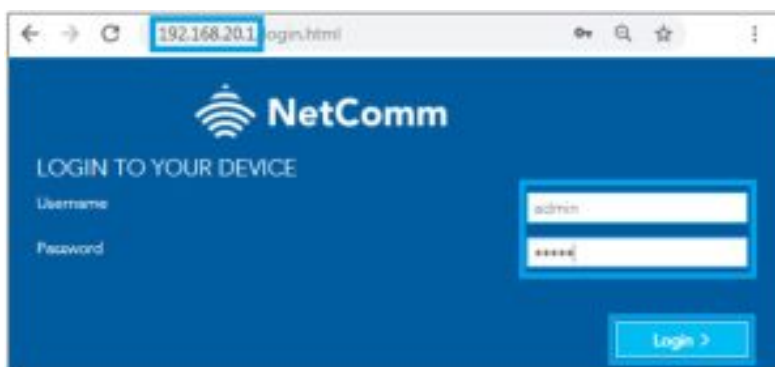 192.168.20.1/login.html
NetComm
LOGIN TO YOUR DEVICE
Username
admin
Password
*****
Login >